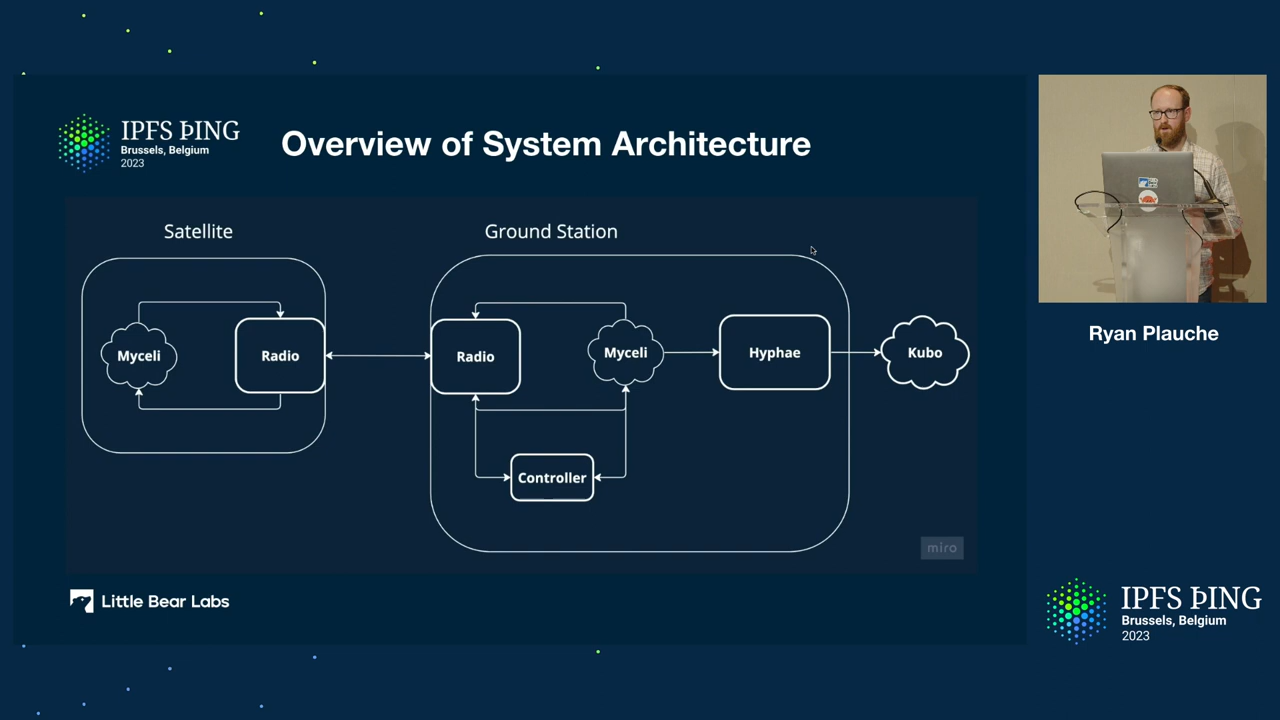 IPFS ÞING
Brussels, Belgium
2023
Overview of System Architecture
Satellite
Ground Station
Myceli
Radio
Radio
Myceli
Hyphae
Kubo
Controller
miro
Little Bear Labs
Ryan Plauche
IPFS ÞING
Brussels, Belgium
2023